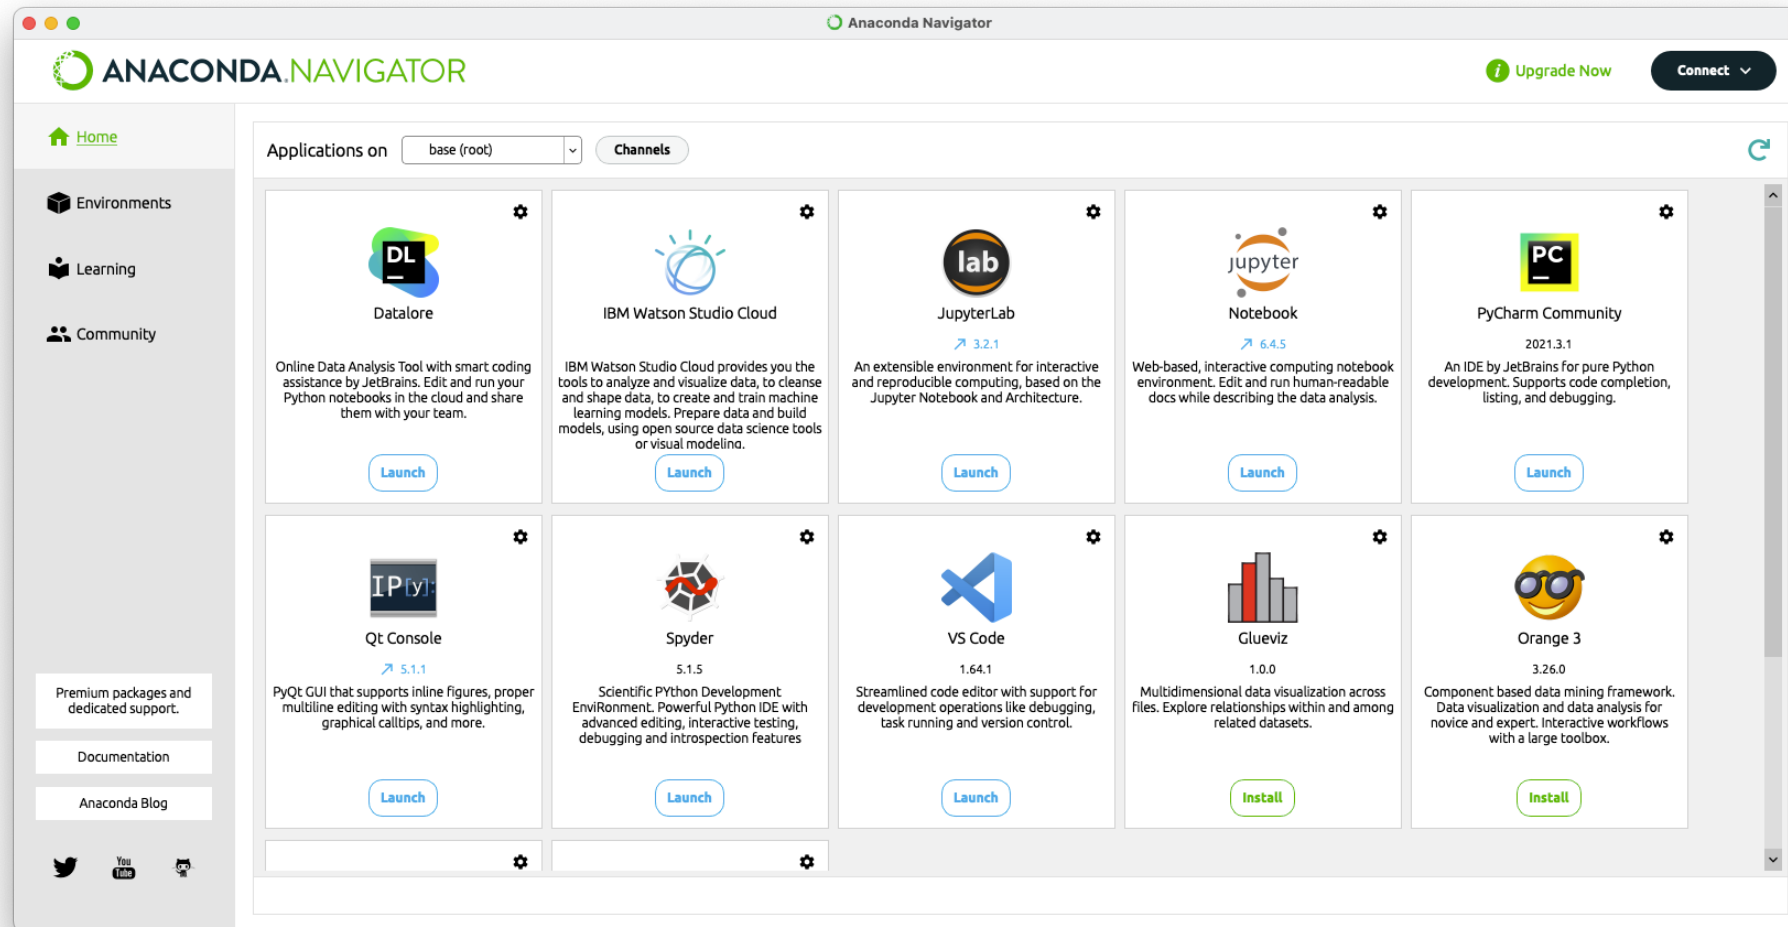 Anaconda Navigator
ANACONDA.NAVIGATOR
i Upgrade Now
Connect
Home
Environments
Learning
Community
Premium packages and
dedicated support.
Documentation
Anaconda Blog
You
Tube
Applications on
base (root)
Channels
DL
Datalore
Online Data Analysis Tool with smart coding
assistance by JetBrains. Edit and run your
Python notebooks in the cloud and share
them with your team.
Launch
IBM Watson Studio Cloud
IBM Watson Studio Cloud provides you the
tools to analyze and visualize data, to cleanse
and shape data, to create and train machine
learning models. Prepare data and build
models, using open source data science tools
or visual modeling.
Launch
lab
JupyterLab
3.2.1
An extensible environment for interactive
and reproducible computing, based on the
Jupyter Notebook and Architecture.
Launch
jupyter
Notebook
6.4.5
Web-based, interactive computing notebook
environment. Edit and run human-readable
docs while describing the data analysis.
Launch
PC
PyCharm Community
2021.3.1
An IDE by JetBrains for pure Python
development. Supports code completion,
listing, and debugging.
Launch
IP[y]:
Qt Console
5.1.1
PyQt GUI that supports inline figures, proper
multiline editing with syntax highlighting,
graphical calltips, and more.
Launch
Spyder
5.1.5
Scientific PYthon Development
EnviRonment. Powerful Python IDE with
advanced editing, interactive testing,
debugging and introspection features
Launch
VS Code
1.64.1
Streamlined code editor with support for
development operations like debugging,
task running and version control.
Launch
Glueviz
1.0.0
Multidimensional data visualization across
files. Explore relationships within and among
related datasets.
Install
Orange 3
3.26.0
Component based data mining framework.
Data visualization and data analysis for
novice and expert. Interactive workflows
with a large toolbox.
Install